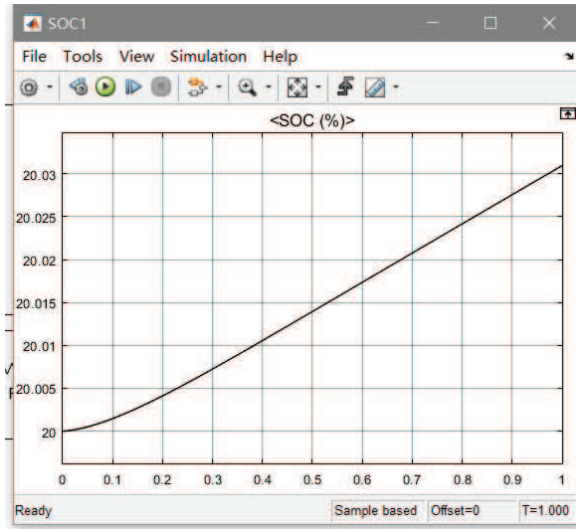 SOC1
File Tools View Simulation Help
<SOC (%)>
20.03
20.025
20.02
20.015
20.01
20.005
20
0 0.1 0.2 0.3 0.4 0.5 0.6 0.7 0.8 0.9 1
Ready Sample based Offset=0 T=1.000